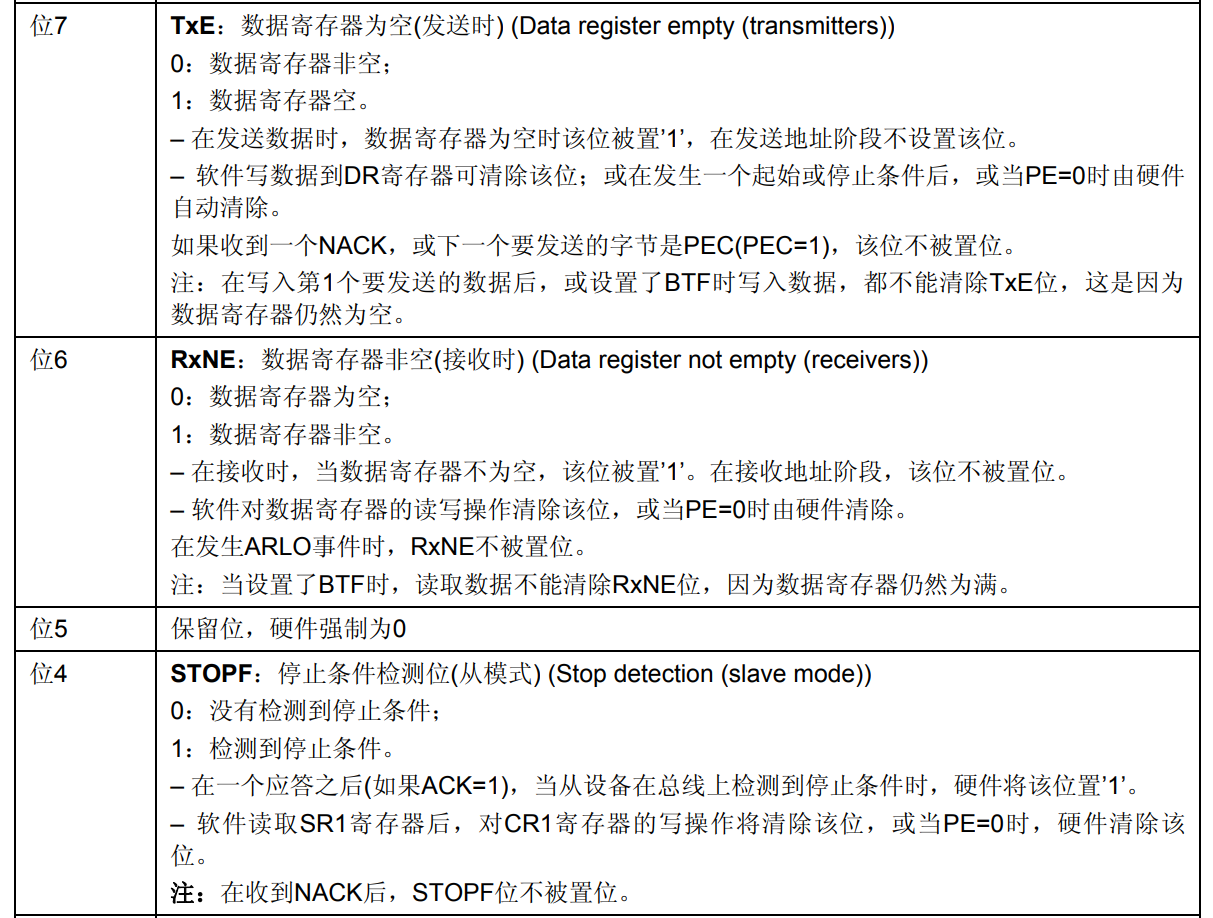 位7
TxE：数据寄存器为空(发送时) (Data register empty (transmitters))
0：数据寄存器非空；
1：数据寄存器空。
– 在发送数据时，数据寄存器为空时该位被置’1’，在发送地址阶段不设置该位。
– 软件写数据到DR寄存器可清除该位；或在发生一个起始或停止条件后，或当PE=0时由硬件
自动清除。
如果收到一个NACK，或下一个要发送的字节是PEC(PEC=1)，该位不被置位。
注：在写入第1个要发送的数据后，或设置了BTF时写入数据，都不能清除TxE位，这是因为
数据寄存器仍然为空。
位6
RxNE：数据寄存器非空(接收时) (Data register not empty (receivers))
0：数据寄存器为空；
1：数据寄存器非空。
– 在接收时，当数据寄存器不为空，该位被置’1’。在接收地址阶段，该位不被置位。
– 软件对数据寄存器的读写操作清除该位，或当PE=0时由硬件清除。
在发生ARLO事件时，RxNE不被置位。
注：当设置了BTF时，读取数据不能清除RxNE位，因为数据寄存器仍然为满。
位5
保留位，硬件强制为0
位4
STOPF：停止条件检测位(从模式) (Stop detection (slave mode))
0：没有检测到停止条件；
1：检测到停止条件。
– 在一个应答之后(如果ACK=1)，当从设备在总线上检测到停止条件时，硬件将该位置’1’。
– 软件读取SR1寄存器后，对CR1寄存器的写操作将清除该位，或当PE=0时，硬件清除该
位。
注：在收到NACK后，STOPF位不被置位。